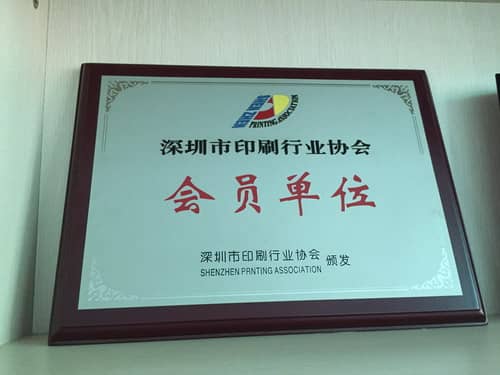 PRINTING ASSOCIATION
深圳市印刷行业协会
会员单位
深圳市印刷行业协会 颁发
SHENZHEN PRNTING ASSOCIATION